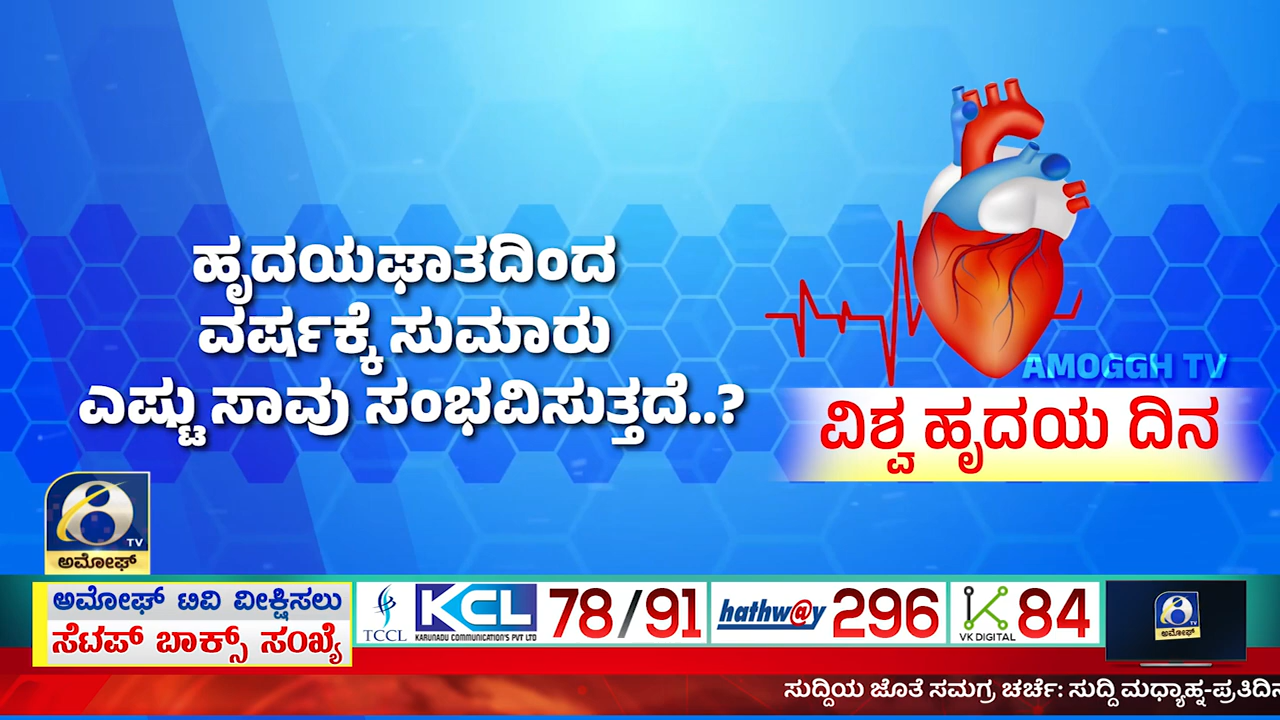 ಹೃದಯಘಾತದಿಂದ
ವರ್ಷಕ್ಕೆ ಸುಮಾರು
ಎಷ್ಟು ಸಾವು ಸಂಭವಿಸುತ್ತದೆ..?
AMOGGH TV
ವಿಶ್ವ ಹೃದಯ ದಿನ
TV
ಅಮೋಘ್
ಅಮೋಘ್ ಟಿವಿ ವೀಕ್ಷಿಸಲು
ಸೆಟಪ್ ಬಾಕ್ಸ್ ಸಂಖ್ಯೆ
TCCL
KCL
KARUNADU COMMUNICATION'S PVT LTD
78/91
hathw@y
296
VK DIGITAL
84
TV
ಅಮೋಘ್
ಸುದ್ದಿಯ ಜೊತೆ ಸಮಗ್ರ ಚರ್ಚೆ: ಸುದ್ದಿ ಮಧ್ಯಾಹ್ನ-ಪ್ರತಿದಿನ